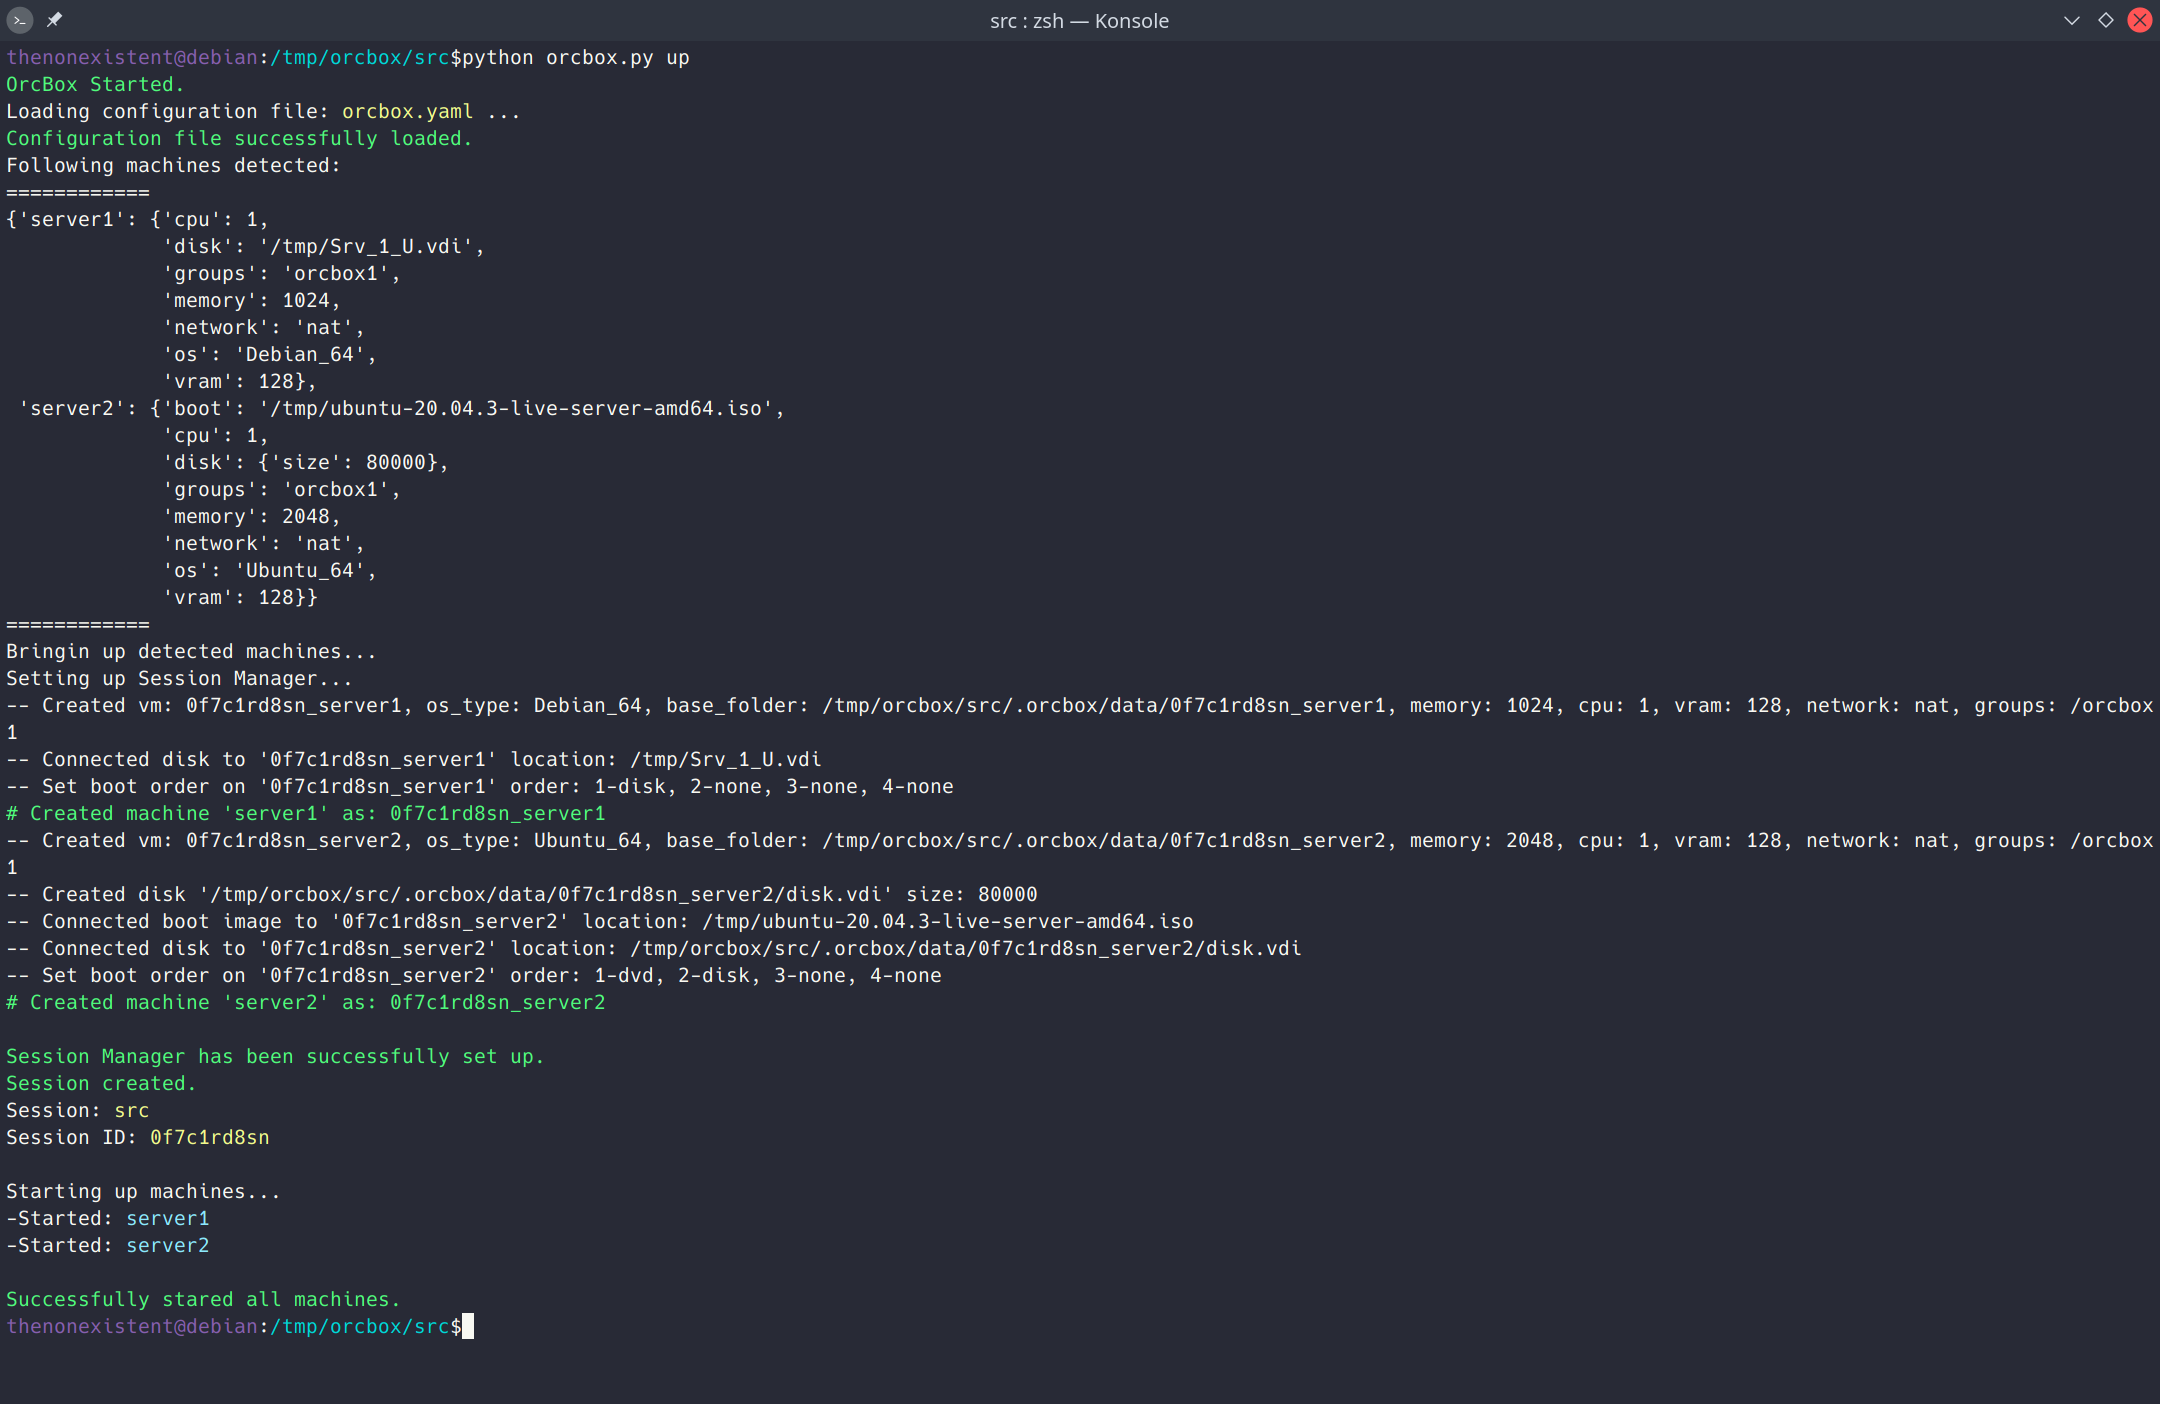 src : zsh — Konsole
thenonexistent@debian:/tmp/orcbox/src$python orcbox.py up
OrcBox Started.
Loading configuration file: orcbox.yaml ...
Configuration file successfully loaded.
Following machines detected:
============
{'server1': {'cpu': 1,
             'disk': '/tmp/Srv_1_U.vdi',
             'groups': 'orcbox1',
             'memory': 1024,
             'network': 'nat',
             'os': 'Debian_64',
             'vram': 128},
 'server2': {'boot': '/tmp/ubuntu-20.04.3-live-server-amd64.iso',
             'cpu': 1,
             'disk': {'size': 80000},
             'groups': 'orcbox1',
             'memory': 2048,
             'network': 'nat',
             'os': 'Ubuntu_64',
             'vram': 128}}
============
Bringin up detected machines...
Setting up Session Manager...
-- Created vm: 0f7c1rd8sn_server1, os_type: Debian_64, base_folder: /tmp/orcbox/src/.orcbox/data/0f7c1rd8sn_server1, memory: 1024, cpu: 1, vram: 128, network: nat, groups: /orcbox
1
-- Connected disk to '0f7c1rd8sn_server1' location: /tmp/Srv_1_U.vdi
-- Set boot order on '0f7c1rd8sn_server1' order: 1-disk, 2-none, 3-none, 4-none
# Created machine 'server1' as: 0f7c1rd8sn_server1
-- Created vm: 0f7c1rd8sn_server2, os_type: Ubuntu_64, base_folder: /tmp/orcbox/src/.orcbox/data/0f7c1rd8sn_server2, memory: 2048, cpu: 1, vram: 128, network: nat, groups: /orcbox
1
-- Created disk '/tmp/orcbox/src/.orcbox/data/0f7c1rd8sn_server2/disk.vdi' size: 80000
-- Connected boot image to '0f7c1rd8sn_server2' location: /tmp/ubuntu-20.04.3-live-server-amd64.iso
-- Connected disk to '0f7c1rd8sn_server2' location: /tmp/orcbox/src/.orcbox/data/0f7c1rd8sn_server2/disk.vdi
-- Set boot order on '0f7c1rd8sn_server2' order: 1-dvd, 2-disk, 3-none, 4-none
# Created machine 'server2' as: 0f7c1rd8sn_server2

Session Manager has been successfully set up.
Session created.
Session: src
Session ID: 0f7c1rd8sn

Starting up machines...
-Started: server1
-Started: server2

Successfully stared all machines.
thenonexistent@debian:/tmp/orcbox/src$